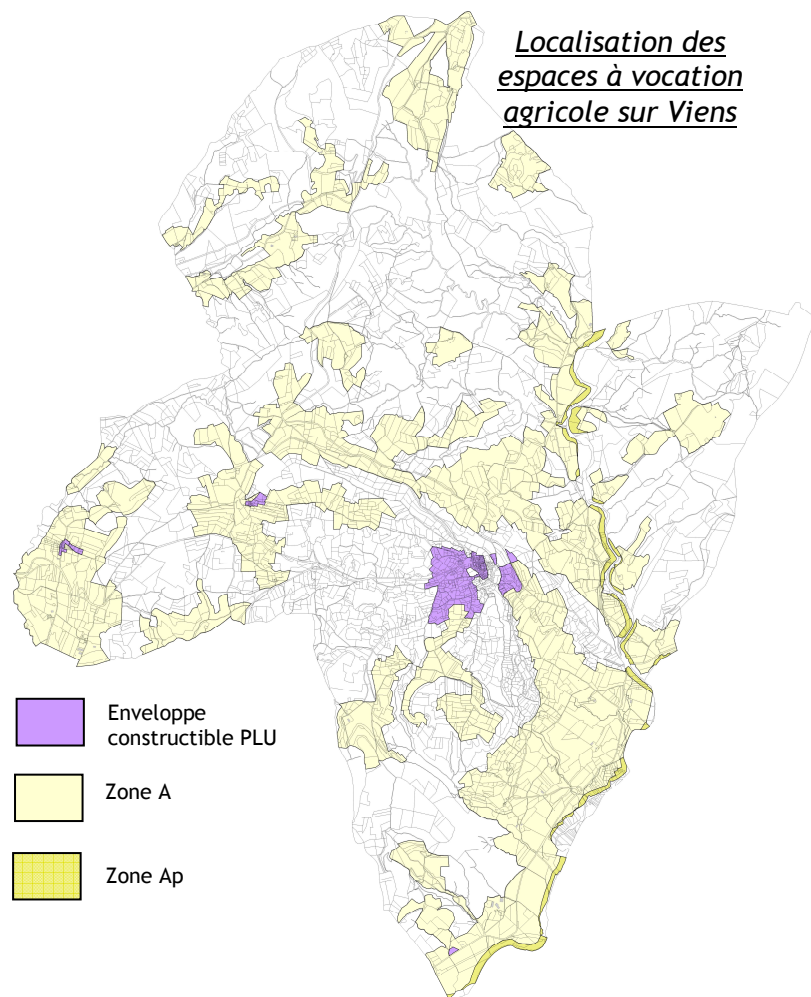 Localisation des
espaces à vocation
agricole sur Viens
Enveloppe
constructible PLU
Zone A
Zone Ap